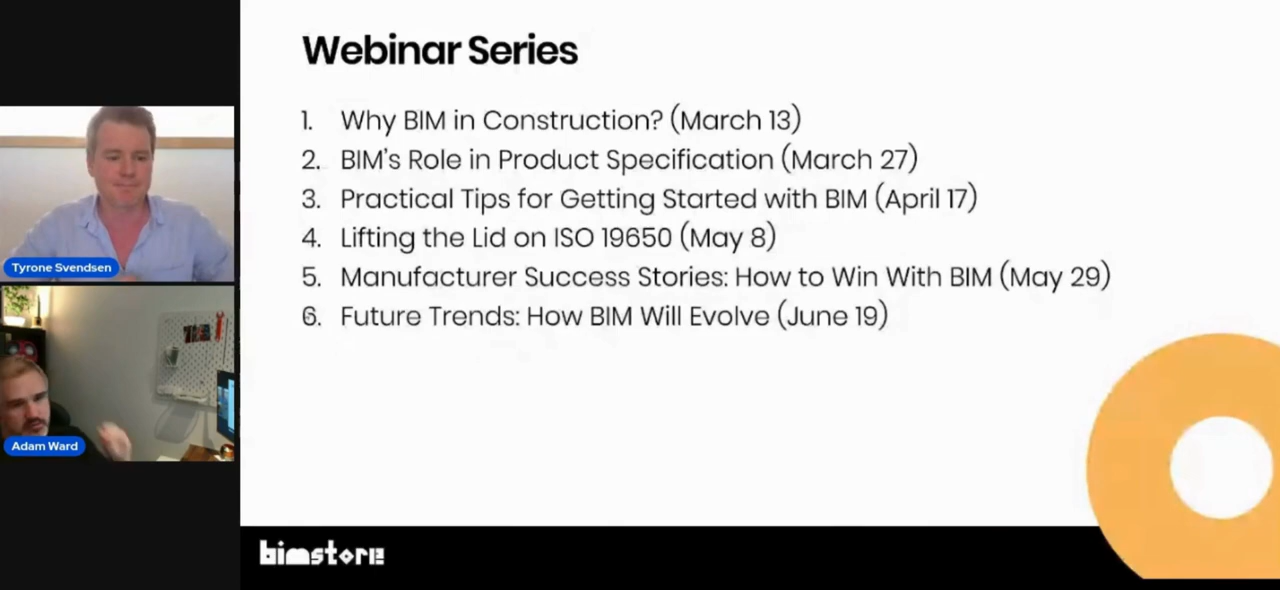 Webinar Series
1. Why BIM in Construction? (March 13)
2. BIM's Role in Product Specification (March 27)
3. Practical Tips for Getting Started with BIM (April 17)
4. Lifting the Lid on ISO 19650 (May 8)
5. Manufacturer Success Stories: How to Win With BIM (May 29)
6. Future Trends: How BIM Will Evolve (June 19)
Tyrone Svendsen
Adam Ward
bimstore